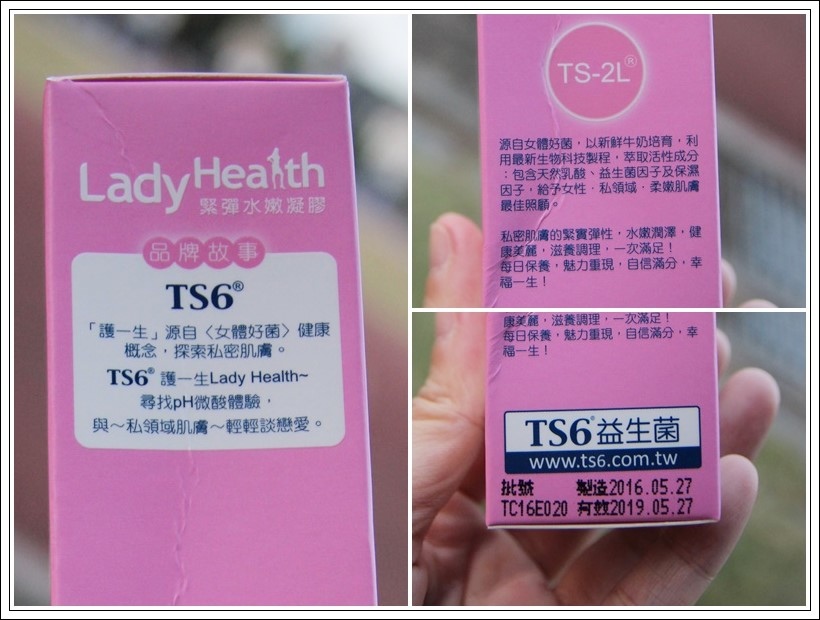 Lady Health
緊彈水嫩凝膠
品牌故事
TS6®
「護一生」源自〈女體好菌〉健康
概念，探索私密肌膚。
TS6® 護一生Lady Health~
尋找pH微酸體驗，
與～私領域肌膚～輕輕談戀愛。
TS-2L®
源自女體好菌，以新鮮牛奶培育，利
用最新生物科技製程，萃取活性成分
：包含天然乳酸、益生菌因子及保濕
因子，給予女性．私領域．柔嫩肌膚
最佳照顧。
私密肌膚的緊實彈性，水嫩潤澤，健
康美麗，滋養調理，一次滿足！
每日保養，魅力重現，自信滿分，幸
福一生！
康美麗，滋養調理，一次滿足！
每日保養，魅力重現，自信滿分，幸
福一生！
TS6®益生菌
www.ts6.com.tw
批號 製造2016.05.27
TC16E020 有效2019.05.27